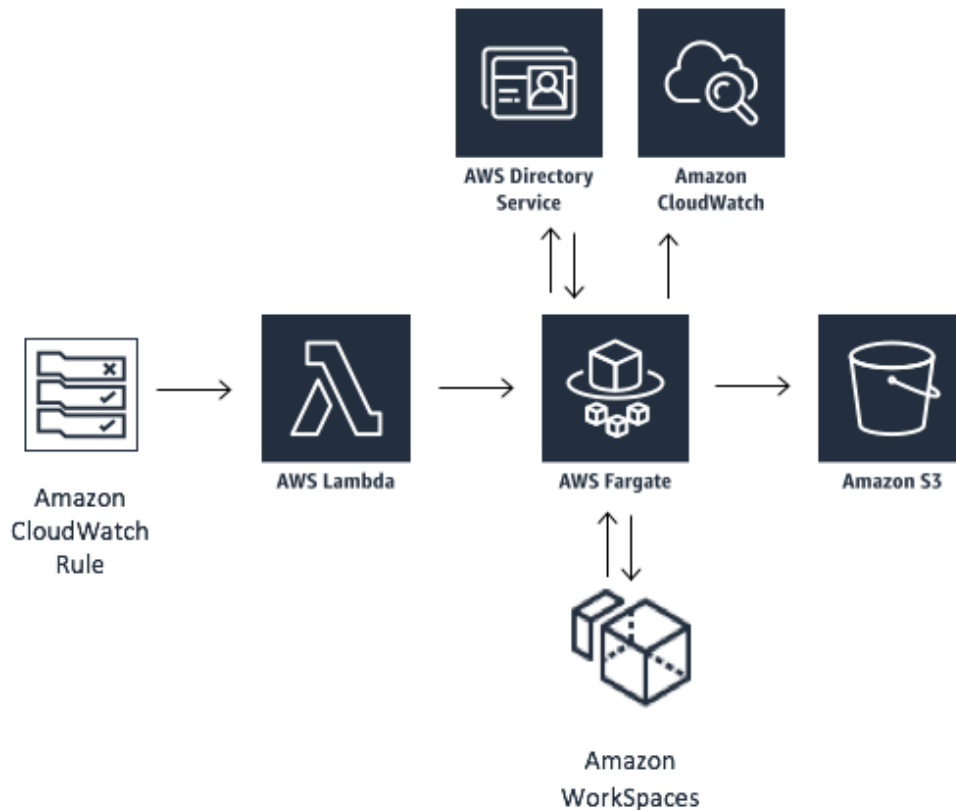 AWS Directory
Service
Amazon
CloudWatch
Amazon
CloudWatch
Rule
AWS Lambda
AWS Fargate
Amazon S3
Amazon
WorkSpaces